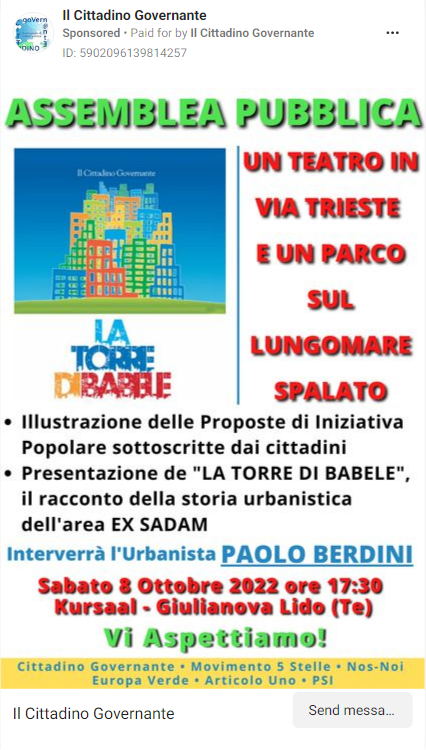 Il Cittadino Governante
Sponsored • Paid for by Il Cittadino Governante
ID: 5902096139814257
ASSEMBLEA PUBBLICA
Il Cittadino Governante
LA
TORRE
DI BABELE
UN TEATRO IN
VIA TRIESTE
E UN PARCO
SUL
LUNGOMARE
SPALATO
• Illustrazione delle Proposte di Iniziativa
Popolare sottoscritte dai cittadini
• Presentazione de "LA TORRE DI BABELE",
il racconto della storia urbanistica
dell'area EX SADAM
Interverrà l'Urbanista PAOLO BERDINI
Sabato 8 Ottobre 2022 ore 17:30
Kursaal - Giulianova Lido (Te)
Vi Aspettiamo!
Cittadino Governante • Movimento 5 Stelle • Nos-Noi
Europa Verde • Articolo Uno • PSI
Il Cittadino Governante
Send messa...